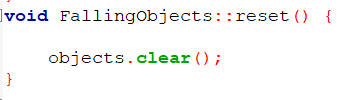 void FallingObjects::reset() {
objects.clear();
}